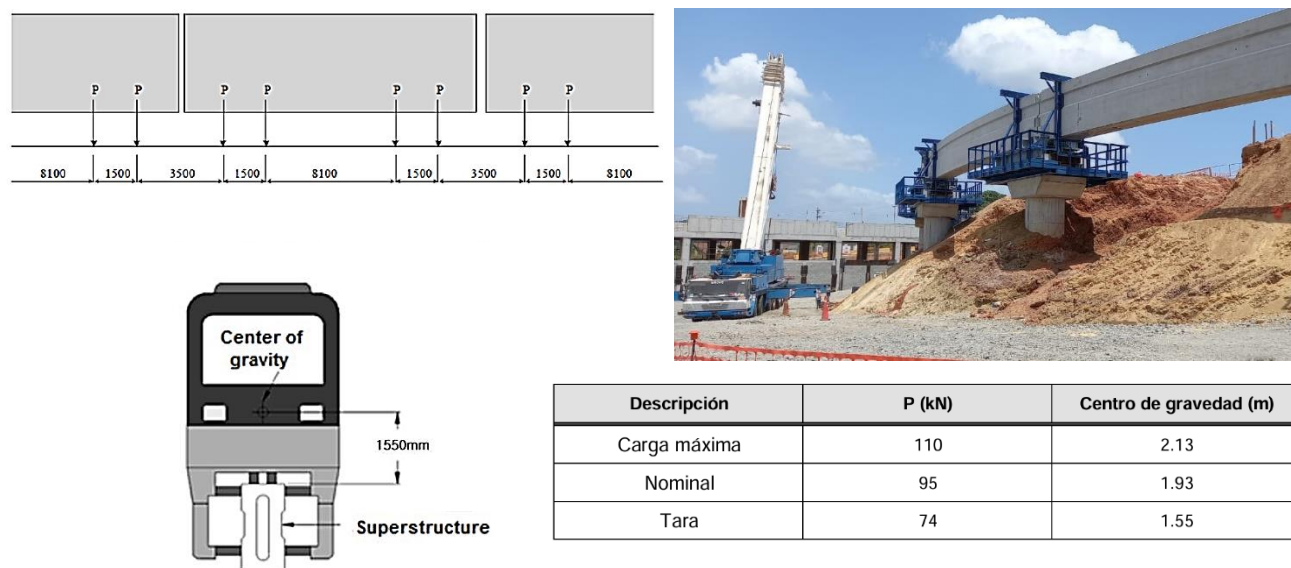 P P P P P P P P
8100 1500 3500 1500 8100 1500 3500 1500 8100
Center of
gravity
1550mm
Superstructure
Descripción P (kN) Centro de gravedad (m)
Carga máxima 110 2.13
Nominal 95 1.93
Tara 74 1.55